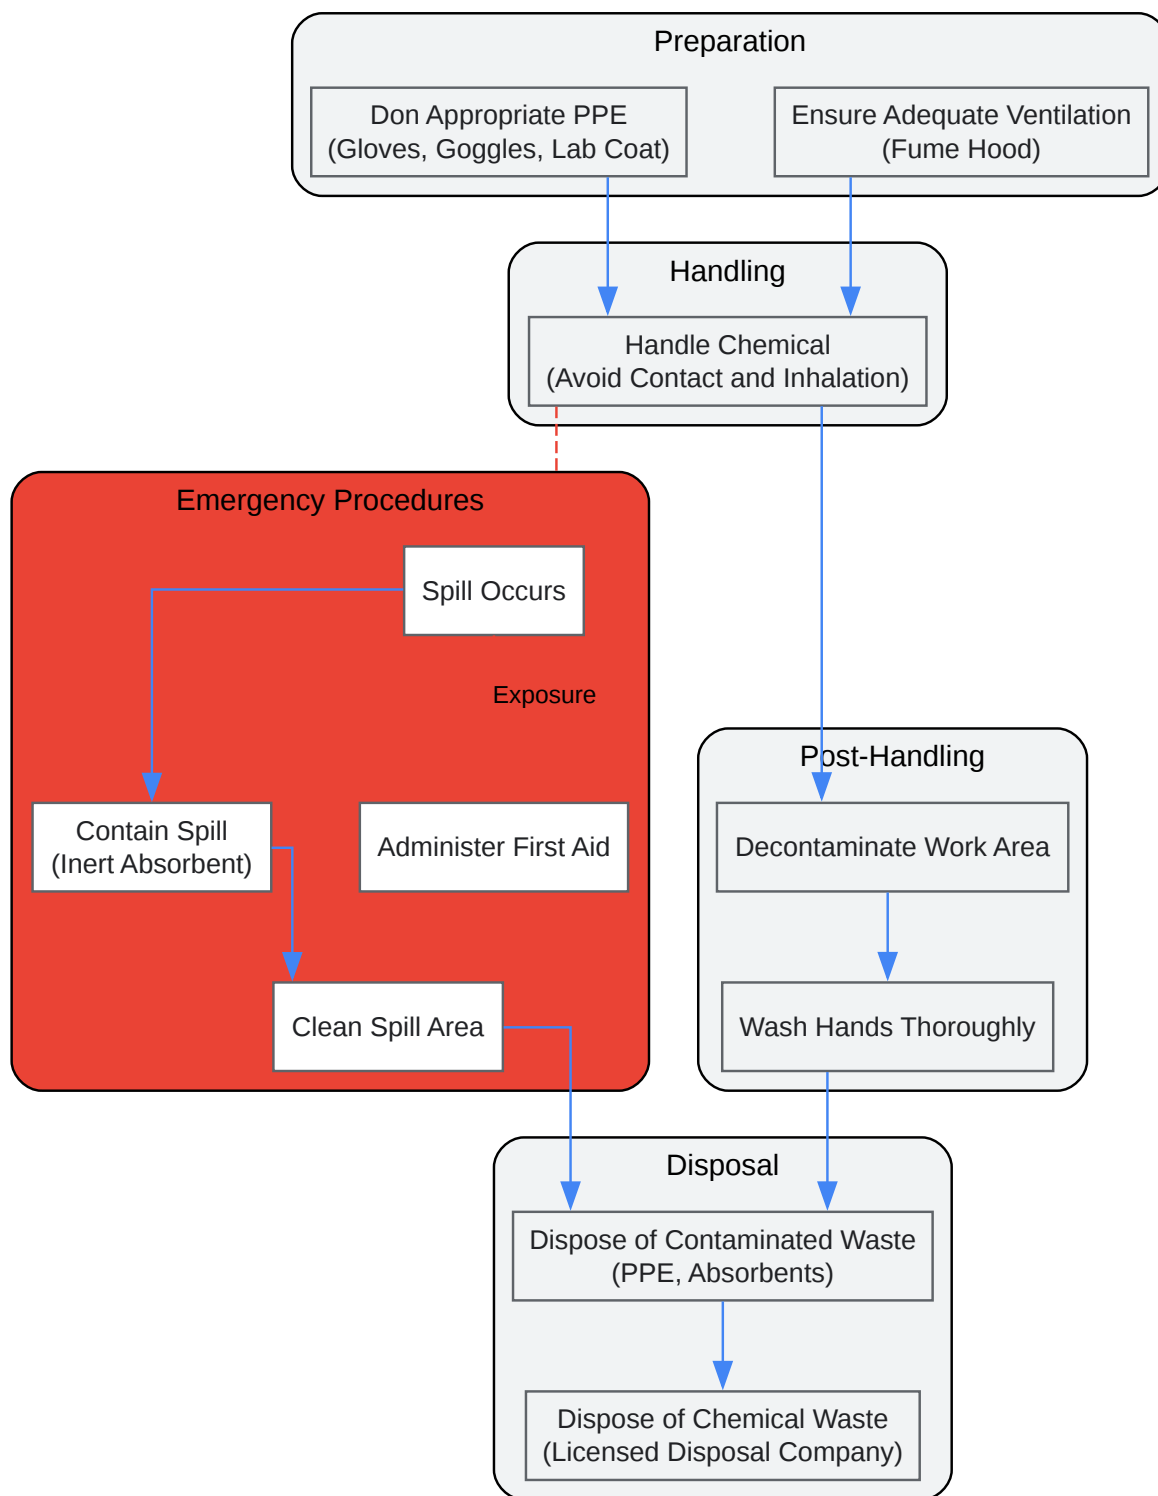 Preparation
Don Appropriate PPE
(Gloves, Goggles, Lab Coat)
Ensure Adequate Ventilation
(Fume Hood)
Handling
Handle Chemical
(Avoid Contact and Inhalation)
Emergency Procedures
Spill Occurs
Exposure
Contain Spill
(Inert Absorbent)
Administer First Aid
Clean Spill Area
Post-Handling
Decontaminate Work Area
Wash Hands Thoroughly
Disposal
Dispose of Contaminated Waste
(PPE, Absorbents)
Dispose of Chemical Waste
(Licensed Disposal Company)